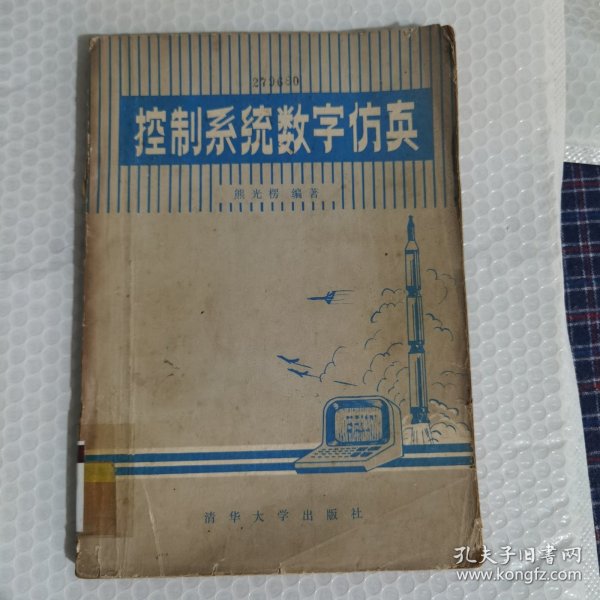 279660
控制系统数字仿真
熊光楞 编著
清华大学出版社
孔夫子旧书网
www.kongfz.com